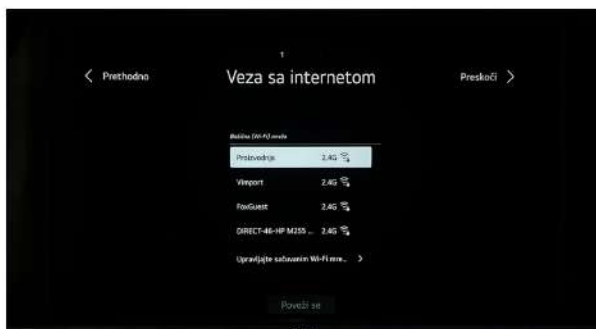 1
Prethodno
Veza sa internetom
Preskoči
Bežična (Wi-Fi) mreža
Proizvodnja 2.4G
Vimport 2.4G
FoxGuest 2.4G
DIRECT-46-HP M255 ... 2.4G
Upravljajte sačuvanim Wi-Fi mre...
Poveži se